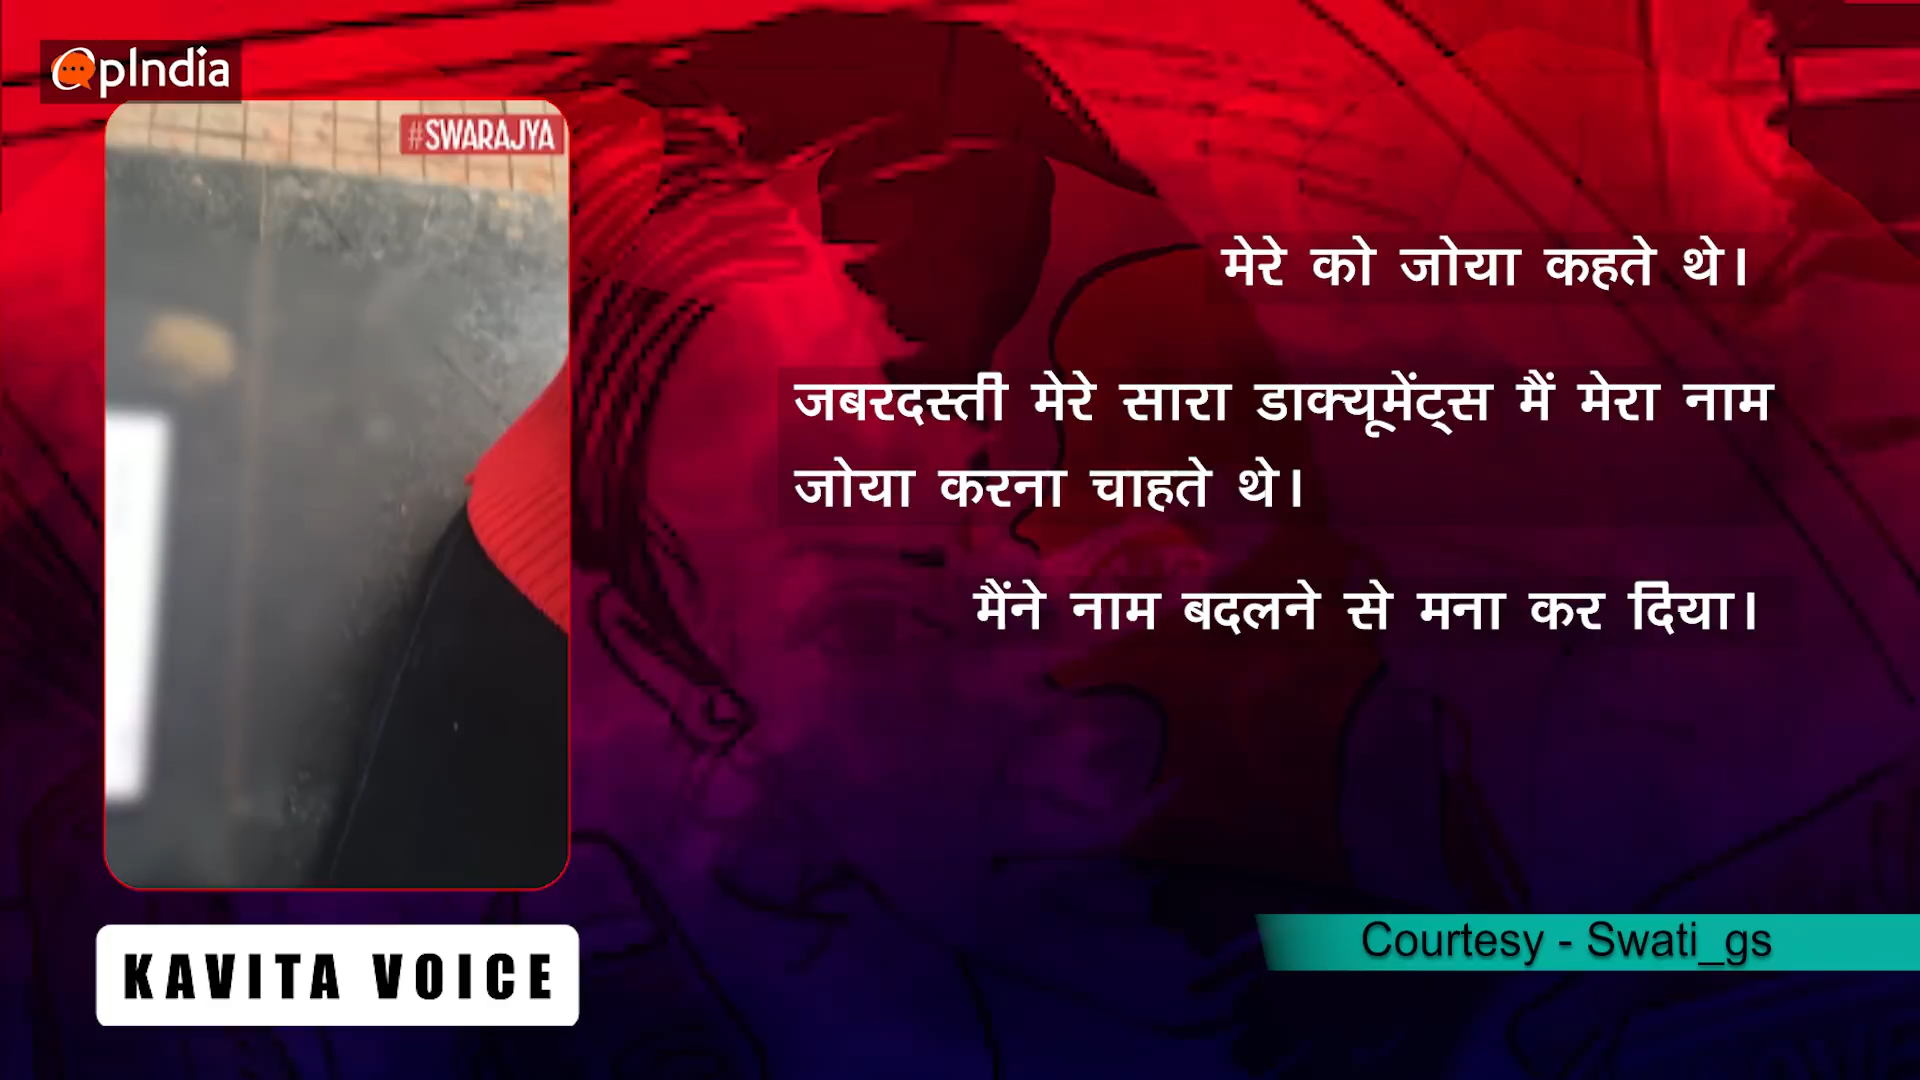 OpIndia
#SWARAJYA
मेरे को जोया कहते थे।
जबरदस्ती मेरे सारा डाक्यूमेंट्स मैं मेरा नाम
जोया करना चाहते थे।
मैंने नाम बदलने से मना कर दिया।
Courtesy - Swati_gs
KAVITA VOICE